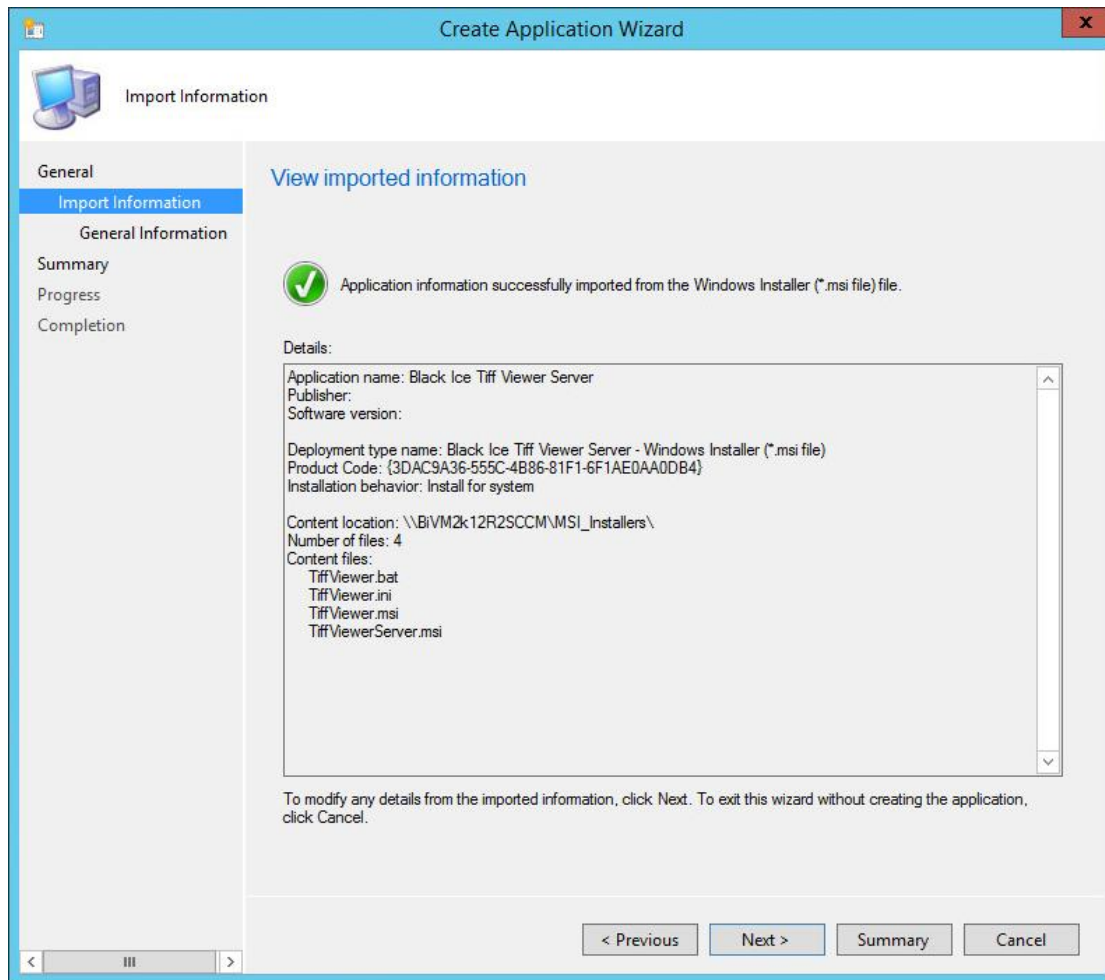 Create Application Wizard
x
Import Information
General
Import Information
General Information
Summary
Progress
Completion
View imported information
Application information successfully imported from the Windows Installer (*.msi file) file.
Details:
Application name: Black Ice Tiff Viewer Server
Publisher:
Software version:
Deployment type name: Black Ice Tiff Viewer Server - Windows Installer (*.msi file)
Product Code: {3DAC9A36-555C-4B86-81F1-6F1AE0AA0DB4}
Installation behavior: Install for system
Content location: \\BiVM2k12R2SCCM\MSI_Installers\
Number of files: 4
Content files:
TiffViewer.bat
TiffViewer.ini
TiffViewer.msi
TiffViewerServer.msi
To modify any details from the imported information, click Next. To exit this wizard without creating the application,
click Cancel.
< Previous
Next >
Summary
Cancel